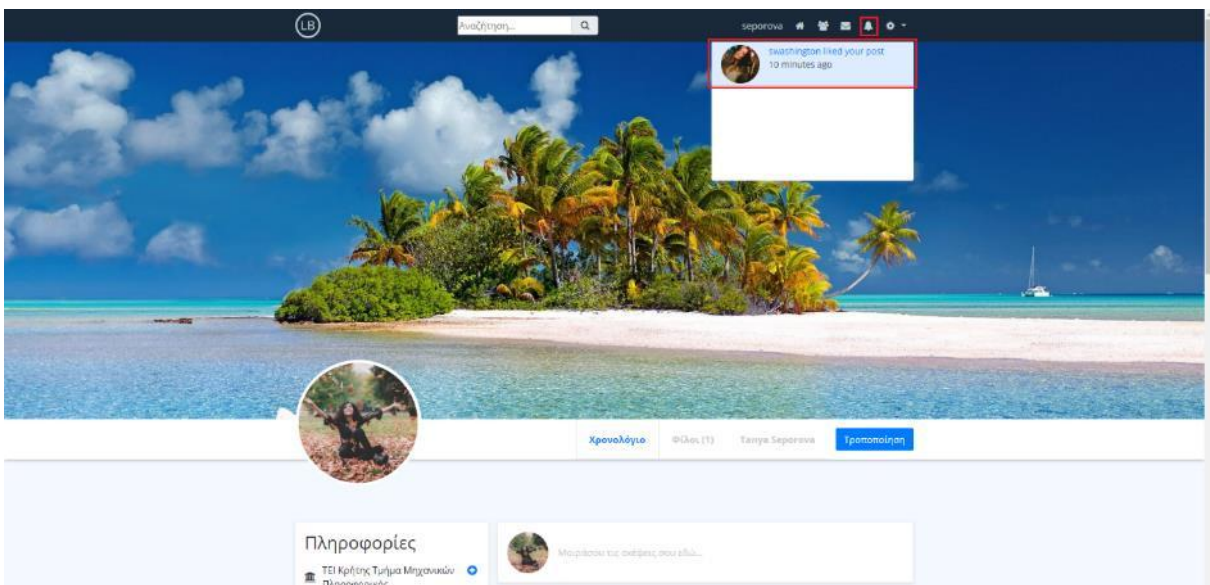 LB
Αναζήτηση...
seporova
swashington liked your post
10 minutes ago
Χρονολόγιο
Φίλοι (1)
Tanya Seporova
Τροποποίηση
Πληροφορίες
Μοιράσου τις σκέψεις σου εδώ...
ΤΕΙ Κρήτης Τμήμα Μηχανικών
Πληροφορικής